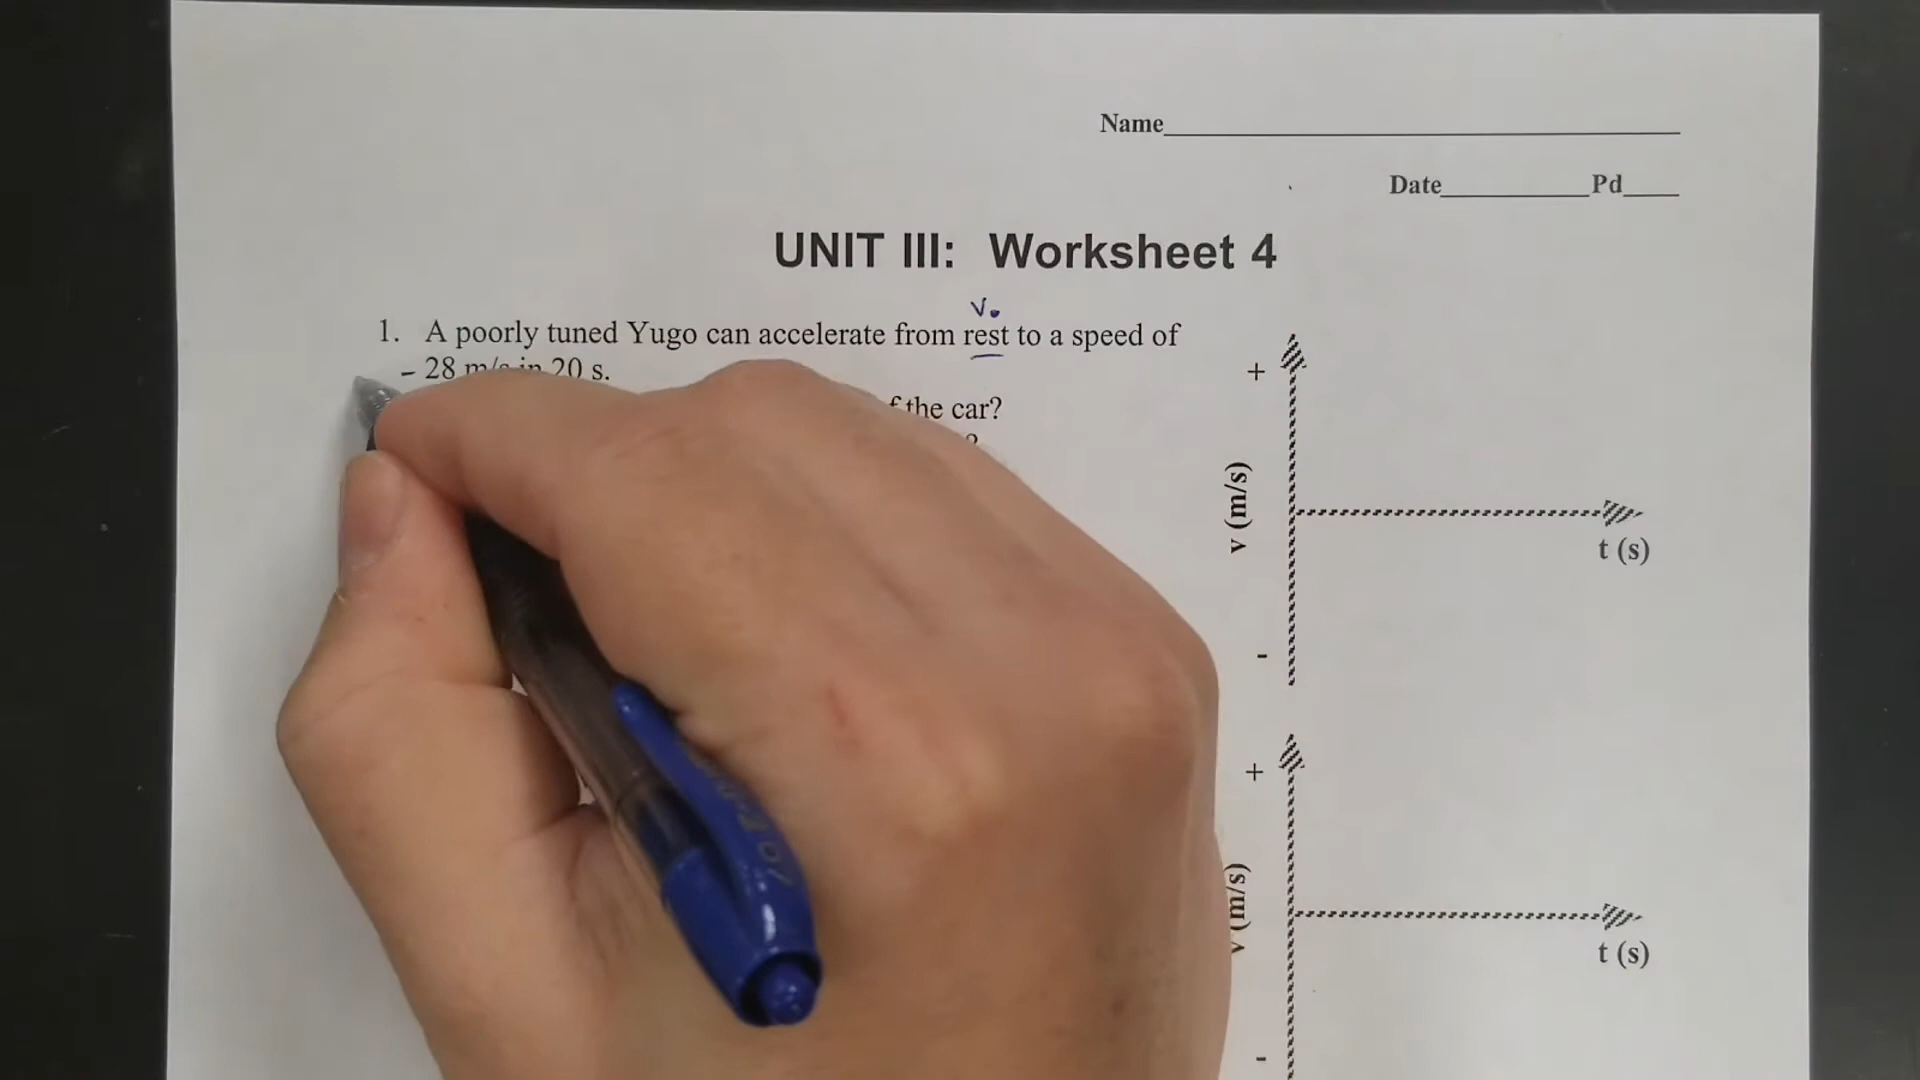 Name
Date Pd
UNIT III: Worksheet 4
v.
1. A poorly tuned Yugo can accelerate from rest to a speed of
– 28 m/s in 20 s.
the car?
+
v (m/s)
t (s)
-
+
v (m/s)
t (s)
-